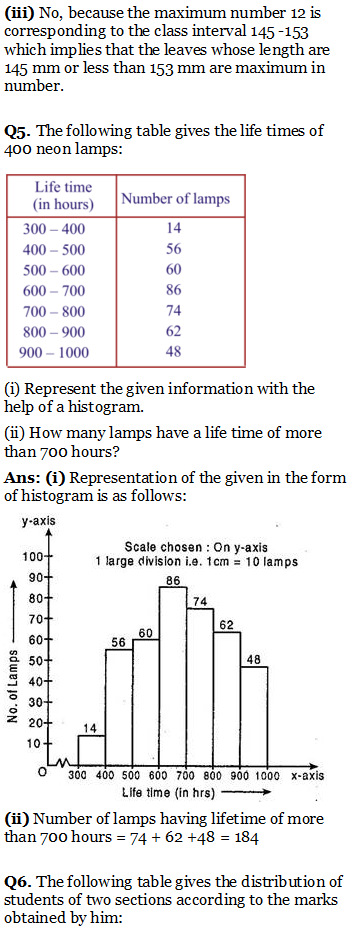 (iii) No, because the maximum number 12 is
corresponding to the class interval 145 -153
which implies that the leaves whose length are
145 mm or less than 153 mm are maximum in
number.
Q5. The following table gives the life times of
400 neon lamps:
Life time
(in hours)
Number of lamps
300 – 400 14
400 – 500 56
500 – 600 60
600 – 700 86
700 – 800 74
800 – 900 62
900 – 1000 48
(i) Represent the given information with the
help of a histogram.
(ii) How many lamps have a life time of more
than 700 hours?
Ans: (i) Representation of the given in the form
of histogram is as follows:
y-axis
Scale chosen : On y-axis
1 large division i.e. 1cm = 10 lamps
100
90
80
70
60
50
40
30
20
10
O
No. of Lamps
14
56
60
86
74
62
48
300 400 500 600 700 800 900 1000 x-axis
Life time (in hrs)
(ii) Number of lamps having lifetime of more
than 700 hours = 74 + 62 +48 = 184
Q6. The following table gives the distribution of
students of two sections according to the marks
obtained by him: